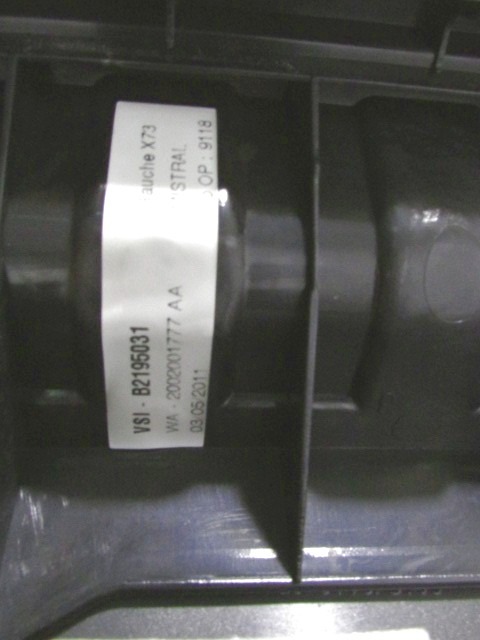 VSI - B2195031 auche X73
WA - 2002001777 AA STRAL
03.05.2011 OP : 9118